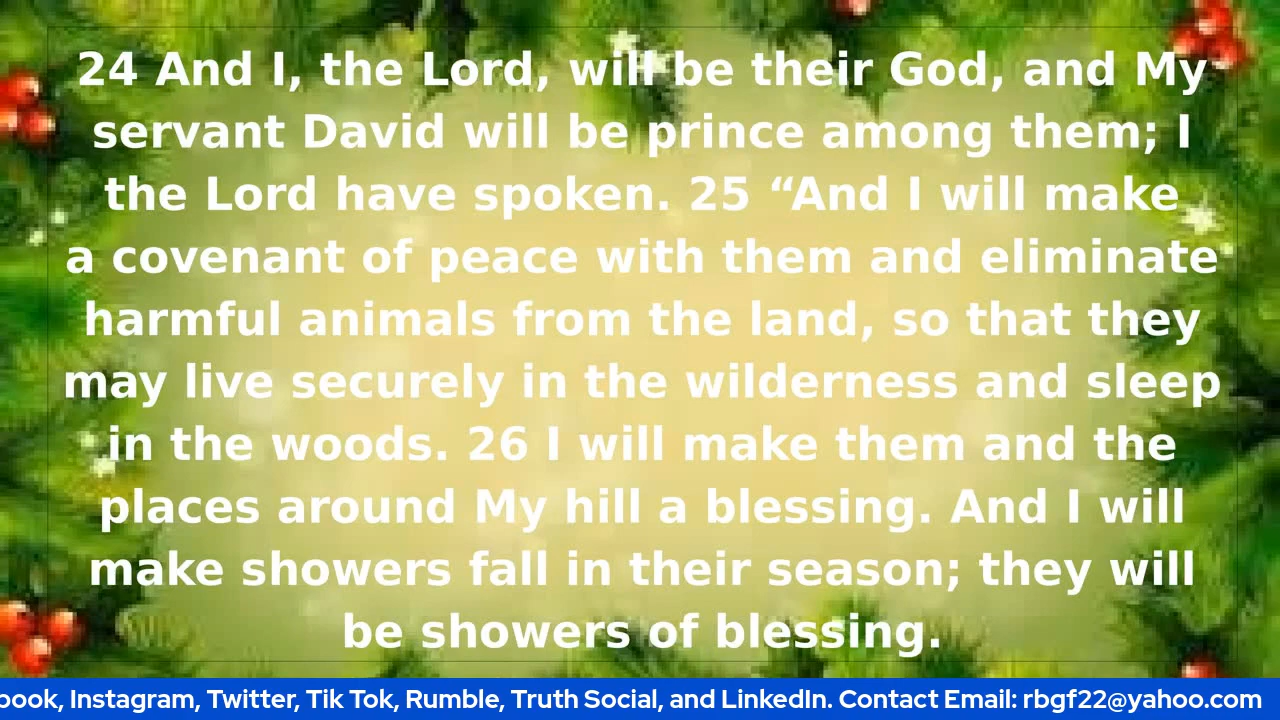 24 And I, the Lord, will be their God, and My
servant David will be prince among them; I
the Lord have spoken. 25 “And I will make
a covenant of peace with them and eliminate
harmful animals from the land, so that they
may live securely in the wilderness and sleep
in the woods. 26 I will make them and the
places around My hill a blessing. And I will
make showers fall in their season; they will
be showers of blessing.
book, Instagram, Twitter, Tik Tok, Rumble, Truth Social, and LinkedIn. Contact Email: rbgf22@yahoo.com